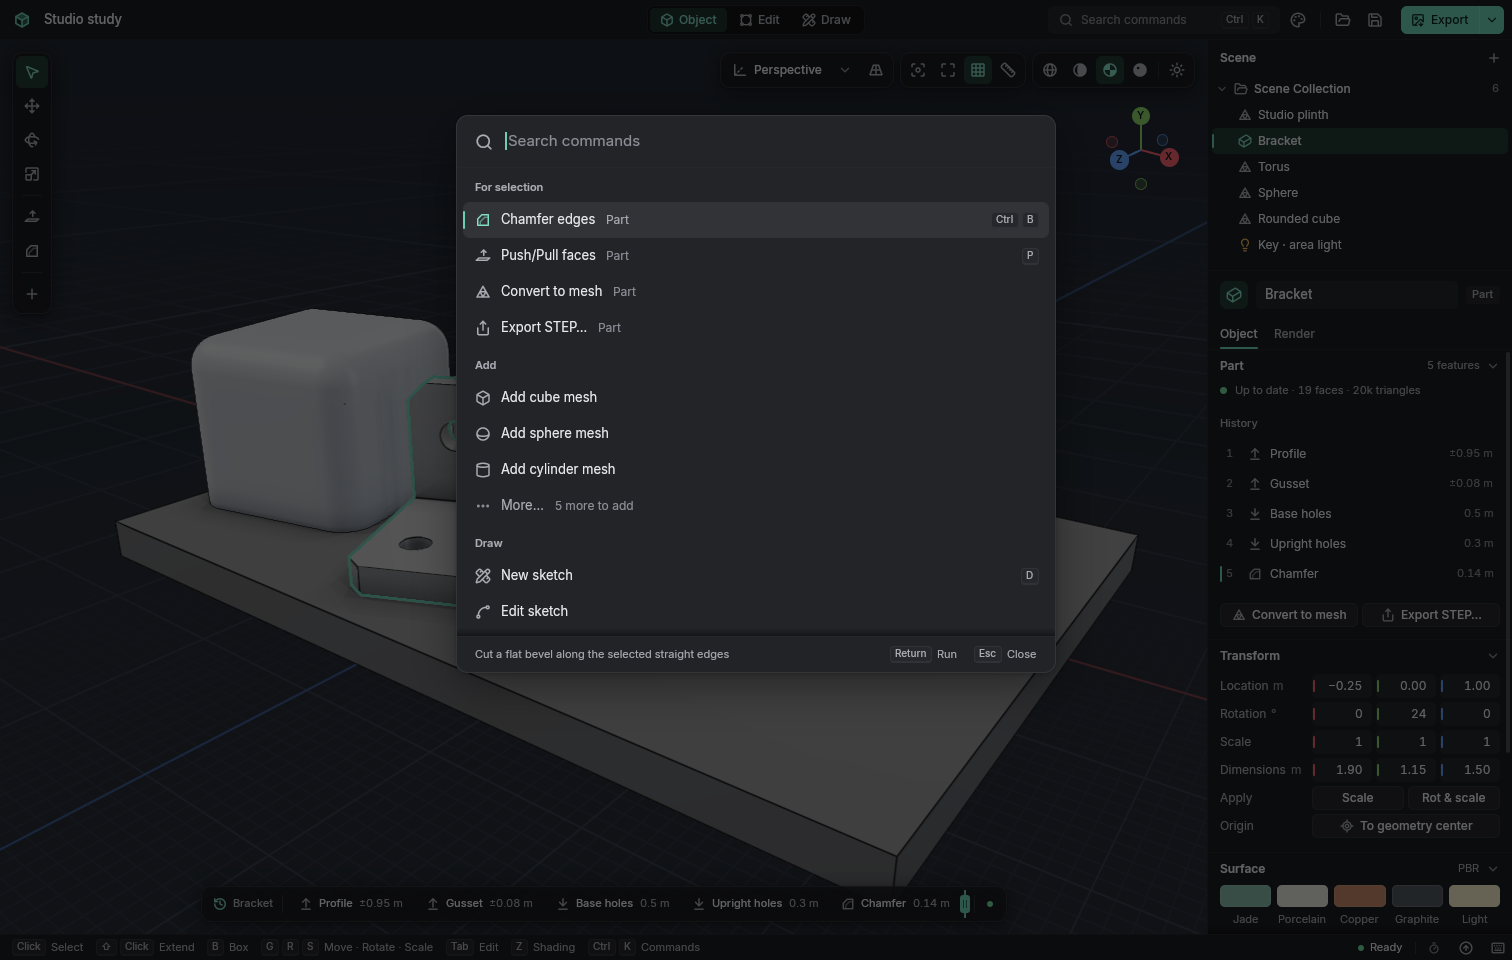 Studio study
Object
Edit
Draw
Search commands
Ctrl K
Export
Perspective
Y
Z
X
Search commands
For selection
Chamfer edges Part Ctrl B
Push/Pull faces Part P
Convert to mesh Part
Export STEP... Part
Add
Add cube mesh
Add sphere mesh
Add cylinder mesh
More... 5 more to add
Draw
New sketch D
Edit sketch
Cut a flat bevel along the selected straight edges Return Run Esc Close
Scene
Scene Collection 6
Studio plinth
Bracket
Torus
Sphere
Rounded cube
Key · area light
Bracket Part
Object Render
Part 5 features
Up to date · 19 faces · 20k triangles
History
1 Profile ±0.95 m
2 Gusset ±0.08 m
3 Base holes 0.5 m
4 Upright holes 0.3 m
5 Chamfer 0.14 m
Convert to mesh Export STEP...
Transform
Location m −0.25 0.00 1.00
Rotation ° 0 24 0
Scale 1 1 1
Dimensions m 1.90 1.15 1.50
Apply Scale Rot & scale
Origin To geometry center
Surface PBR
Jade Porcelain Copper Graphite Light
Bracket Profile ±0.95 m Gusset ±0.08 m Base holes 0.5 m Upright holes 0.3 m Chamfer 0.14 m
Click Select ⇧ Click Extend B Box G R S Move · Rotate · Scale Tab Edit Z Shading Ctrl K Commands
Ready